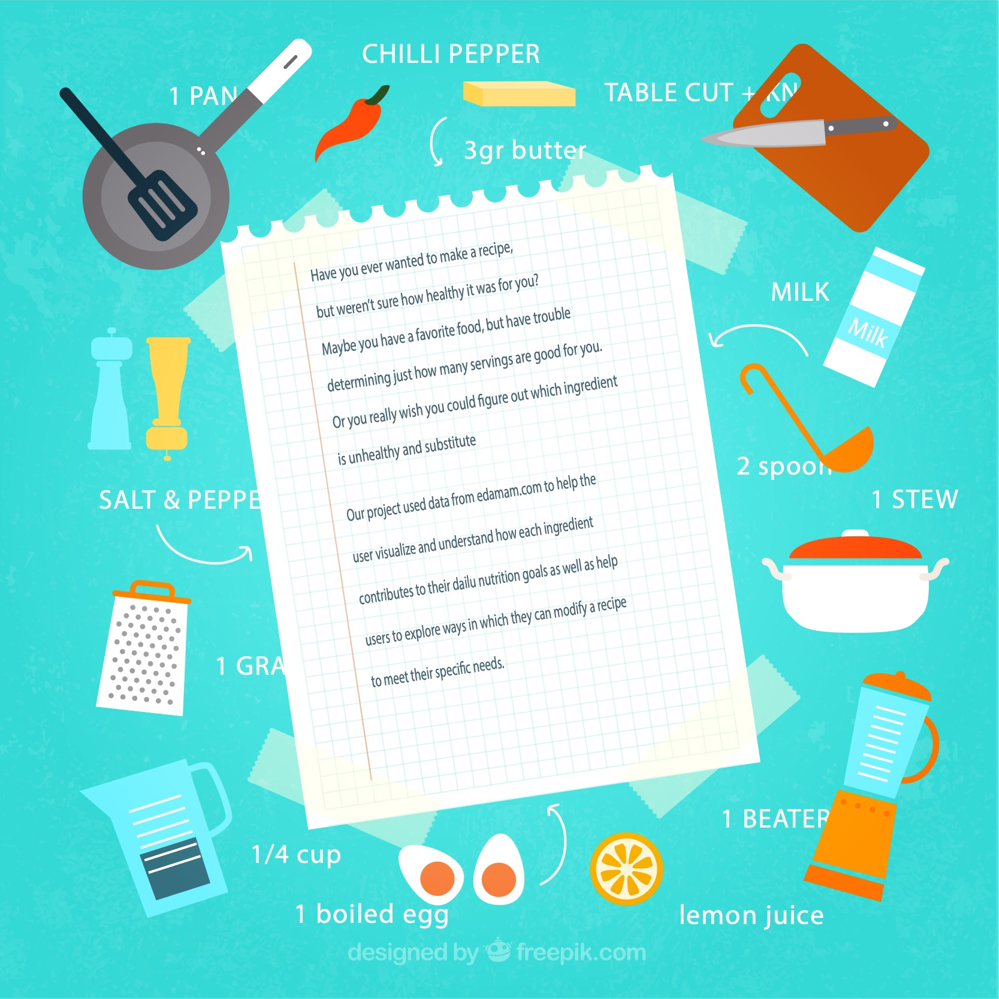 CHILLI PEPPER
1 PAN
TABLE CUT + KN
3gr butter
Have you ever wanted to make a recipe,
but weren't sure how healthy it was for you?
Maybe you have a favorite food, but have trouble
determining just how many servings are good for you.
Or you really wish you could figure out which ingredient
is unhealthy and substitute
Our project used data from edamam.com to help the
user visualize and understand how each ingredient
contributes to their dailu nutrition goals as well as help
users to explore ways in which they can modify a recipe
to meet their specific needs.
MILK
Milk
2 spoon
SALT & PEPPE
1 STEW
1 GRA
1 BEATER
1/4 cup
1 boiled egg
lemon juice
designed by freepik.com